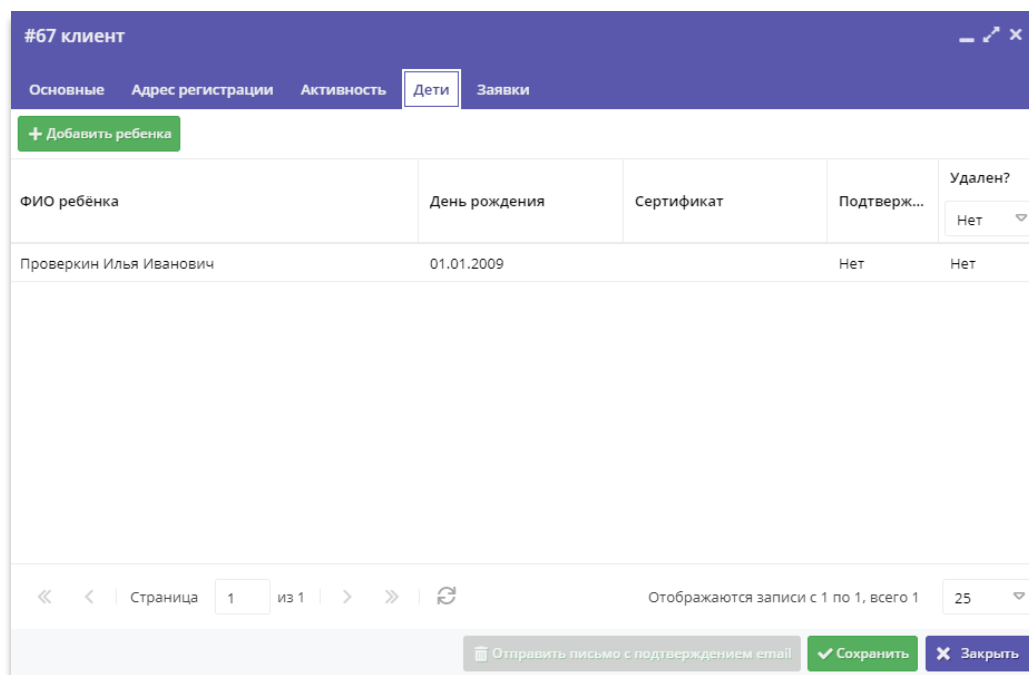 #67 клиент
Основные Адрес регистрации Активность Дети Заявки
+ Добавить ребенка
ФИО ребёнка День рождения Сертификат Подтверж... Удален?
Нет
Проверкин Илья Иванович 01.01.2009 Нет Нет
Страница 1 из 1 Отображаются записи с 1 по 1, всего 1 25
Отправить письмо с подтверждением email Сохранить Закрыть